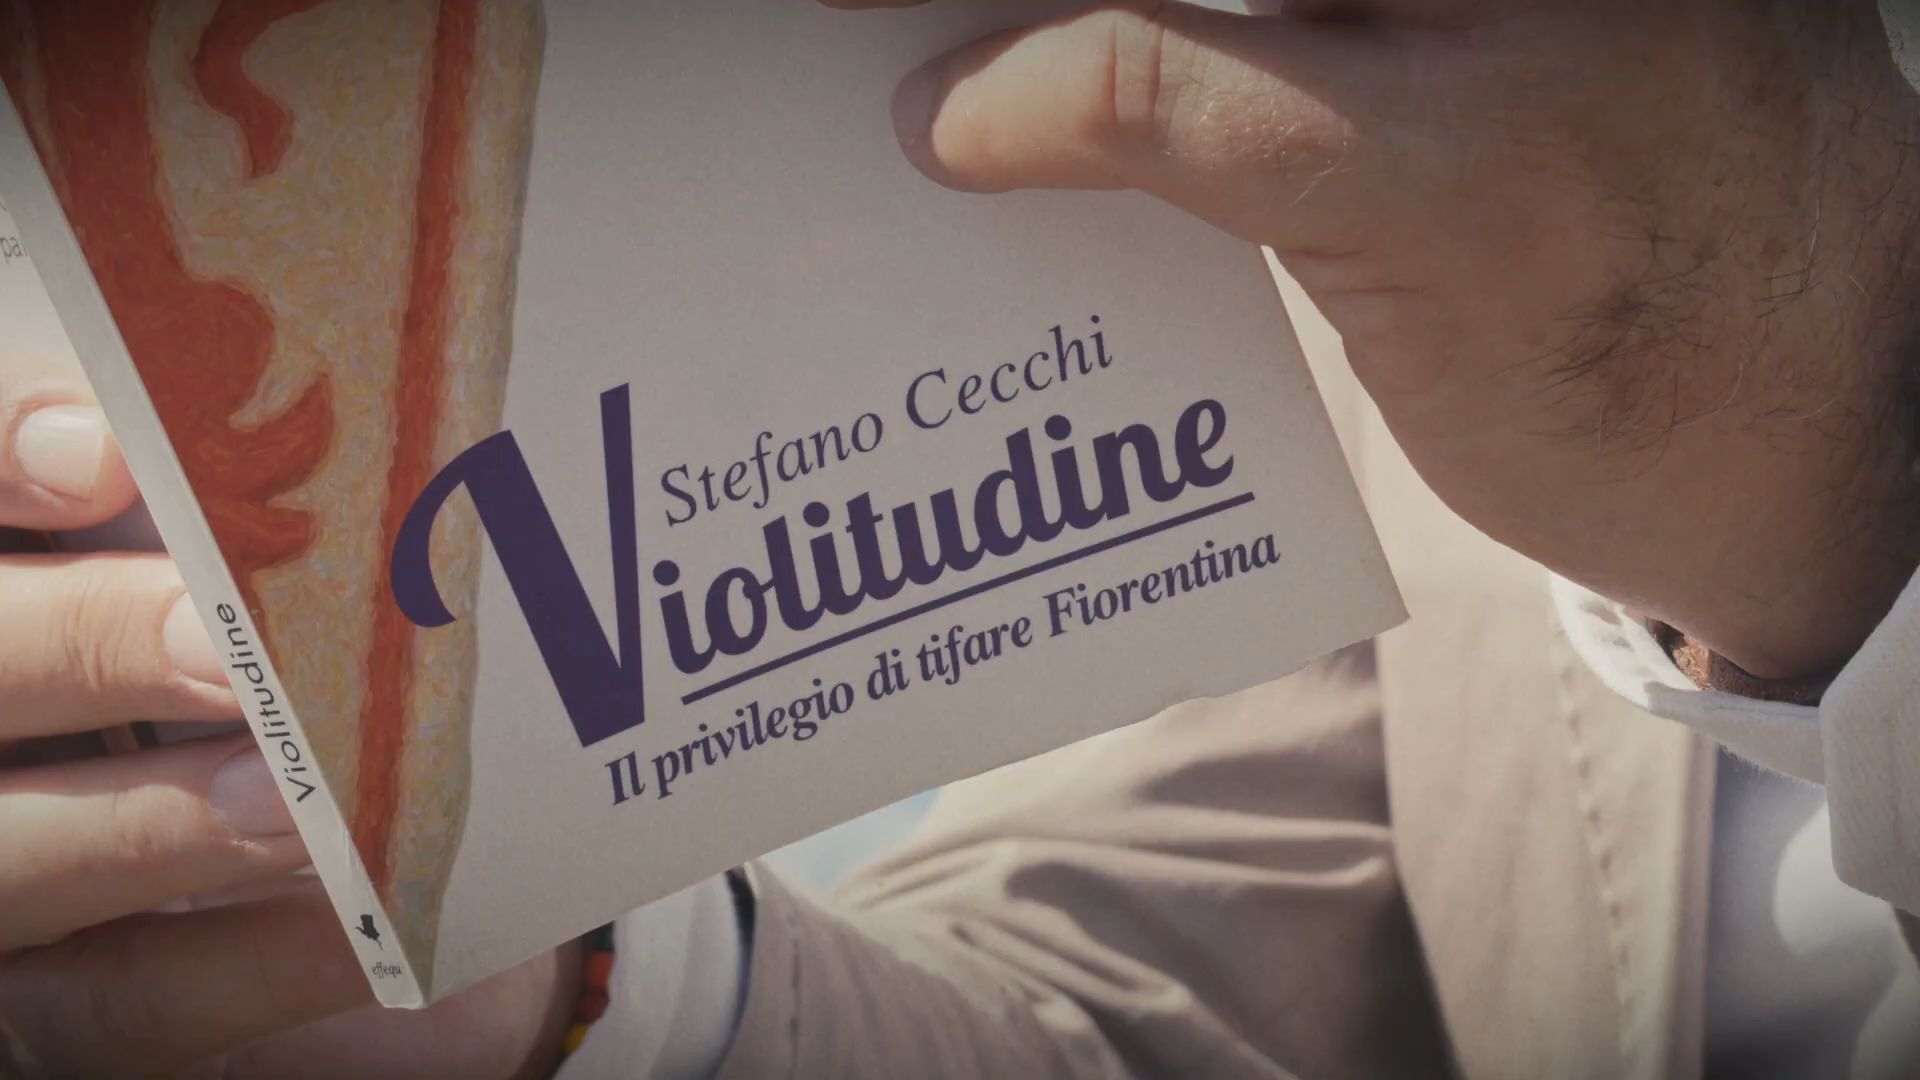 Stefano Cecchi
Violitudine
Il privilegio di tifare Fiorentina
Violitudine
effequ